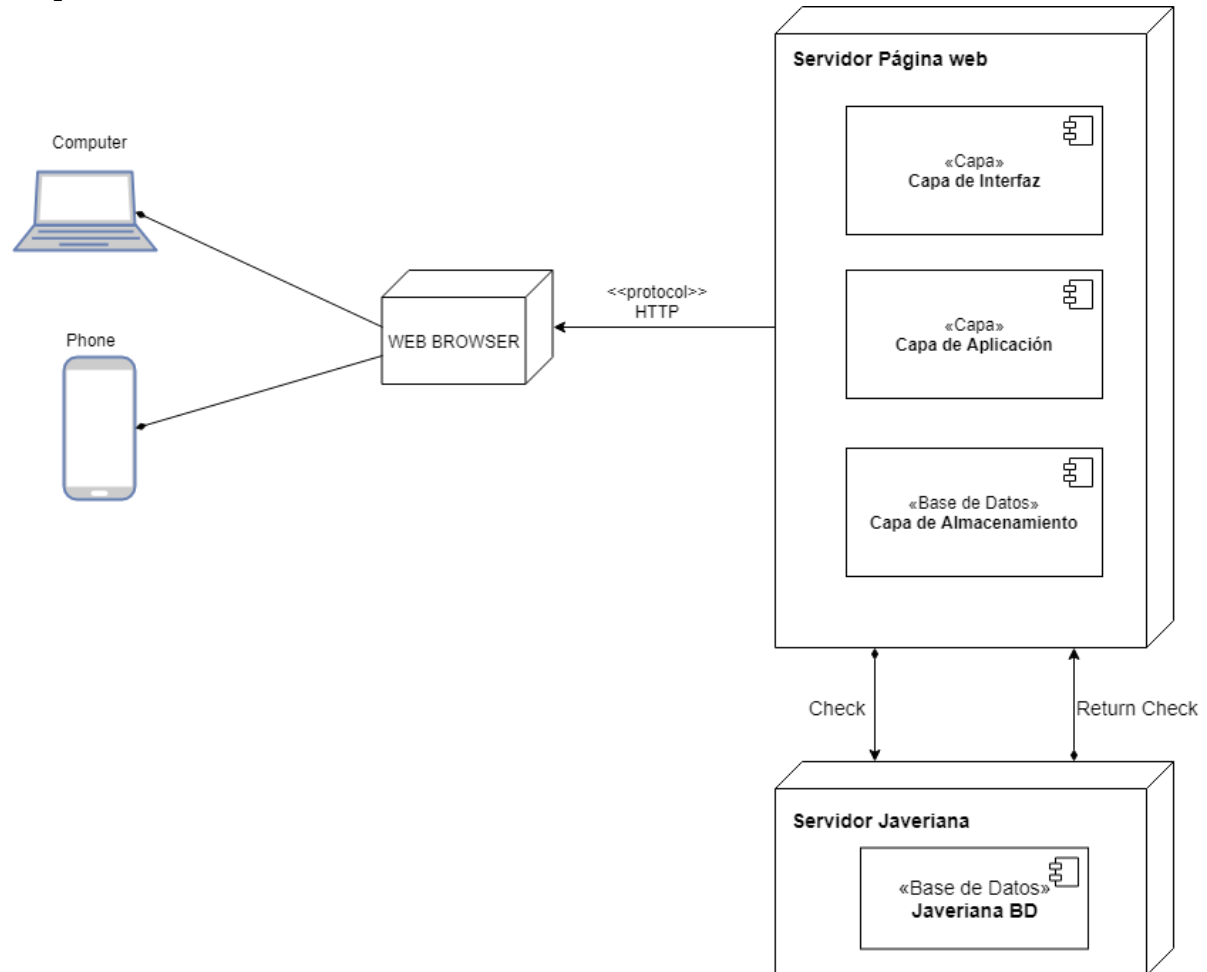 Servidor Página web
Computer
«Capa»
Capa de Interfaz
<<protocol>>
HTTP
Phone
WEB BROWSER
«Capa»
Capa de Aplicación
«Base de Datos»
Capa de Almacenamiento
Check
Return Check
Servidor Javeriana
«Base de Datos»
Javeriana BD